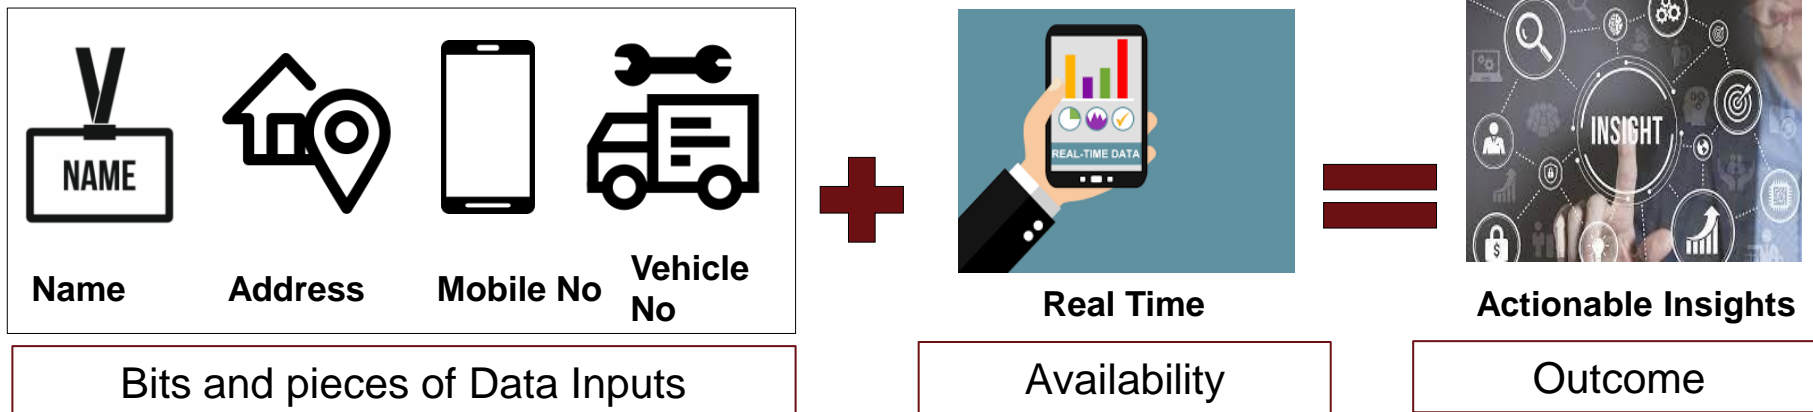 NAME
Name
Address
Mobile No
Vehicle
No
Bits and pieces of Data Inputs
REAL-TIME DATA
Real Time
Availability
INSIGHT
$
Actionable Insights
Outcome